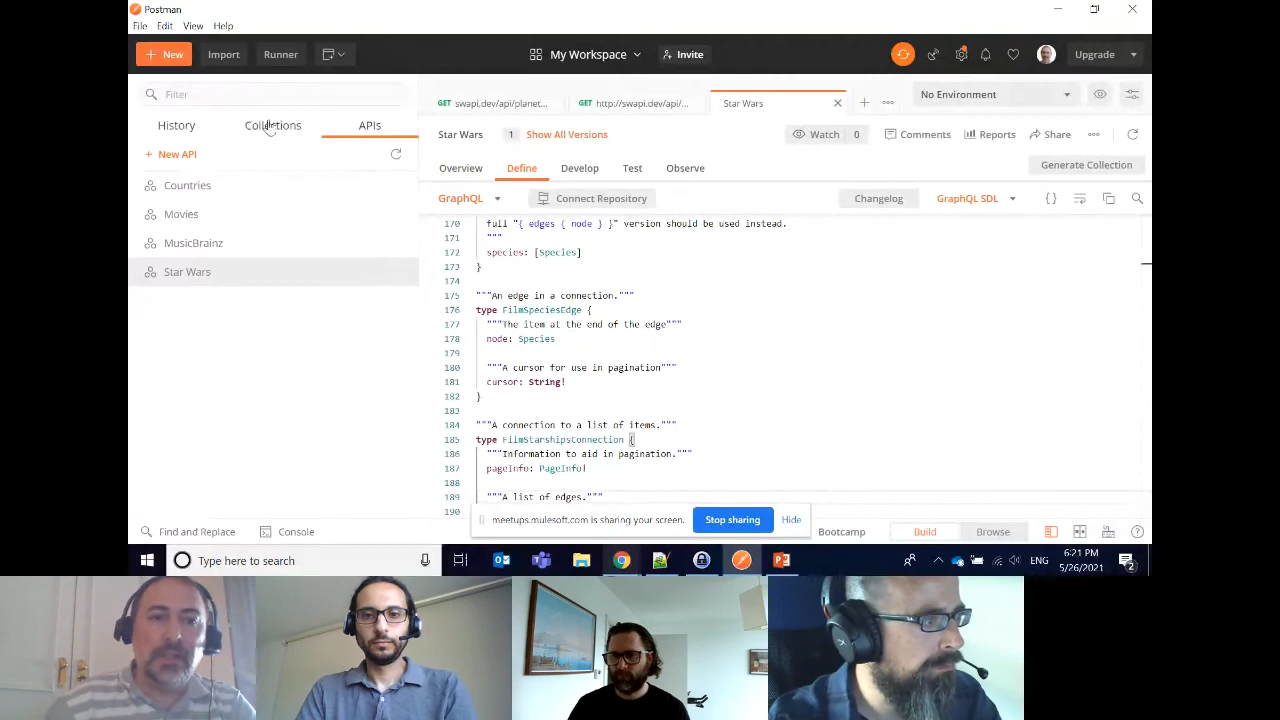 Postman
File Edit View Help
+ New Import Runner My Workspace Invite Upgrade
Filter
History Collections APIs
+ New API
Countries
Movies
MusicBrainz
Star Wars
GET swapi.dev/api/planet... GET http://swapi.dev/api/... Star Wars No Environment
Star Wars 1 Show All Versions Watch 0 Comments Reports Share
Overview Define Develop Test Observe Generate Collection
GraphQL Connect Repository Changelog GraphQL SDL
170 full "{ edges { node } }" version should be used instead.
171 """
172 species: [Species]
173 }
174
175 """An edge in a connection."""
176 type FilmSpeciesEdge {
177 """The item at the end of the edge"""
178 node: Species
179
180 """A cursor for use in pagination"""
181 cursor: String!
182 }
183
184 """A connection to a list of items."""
185 type FilmStarshipsConnection {
186 """Information to aid in pagination."""
187 pageInfo: PageInfo!
188
189 """A list of edges."""
190
meetups.mulesoft.com is sharing your screen. Stop sharing Hide
Find and Replace Console Bootcamp Build Browse
Type here to search ENG 6:21 PM
5/26/2021 2